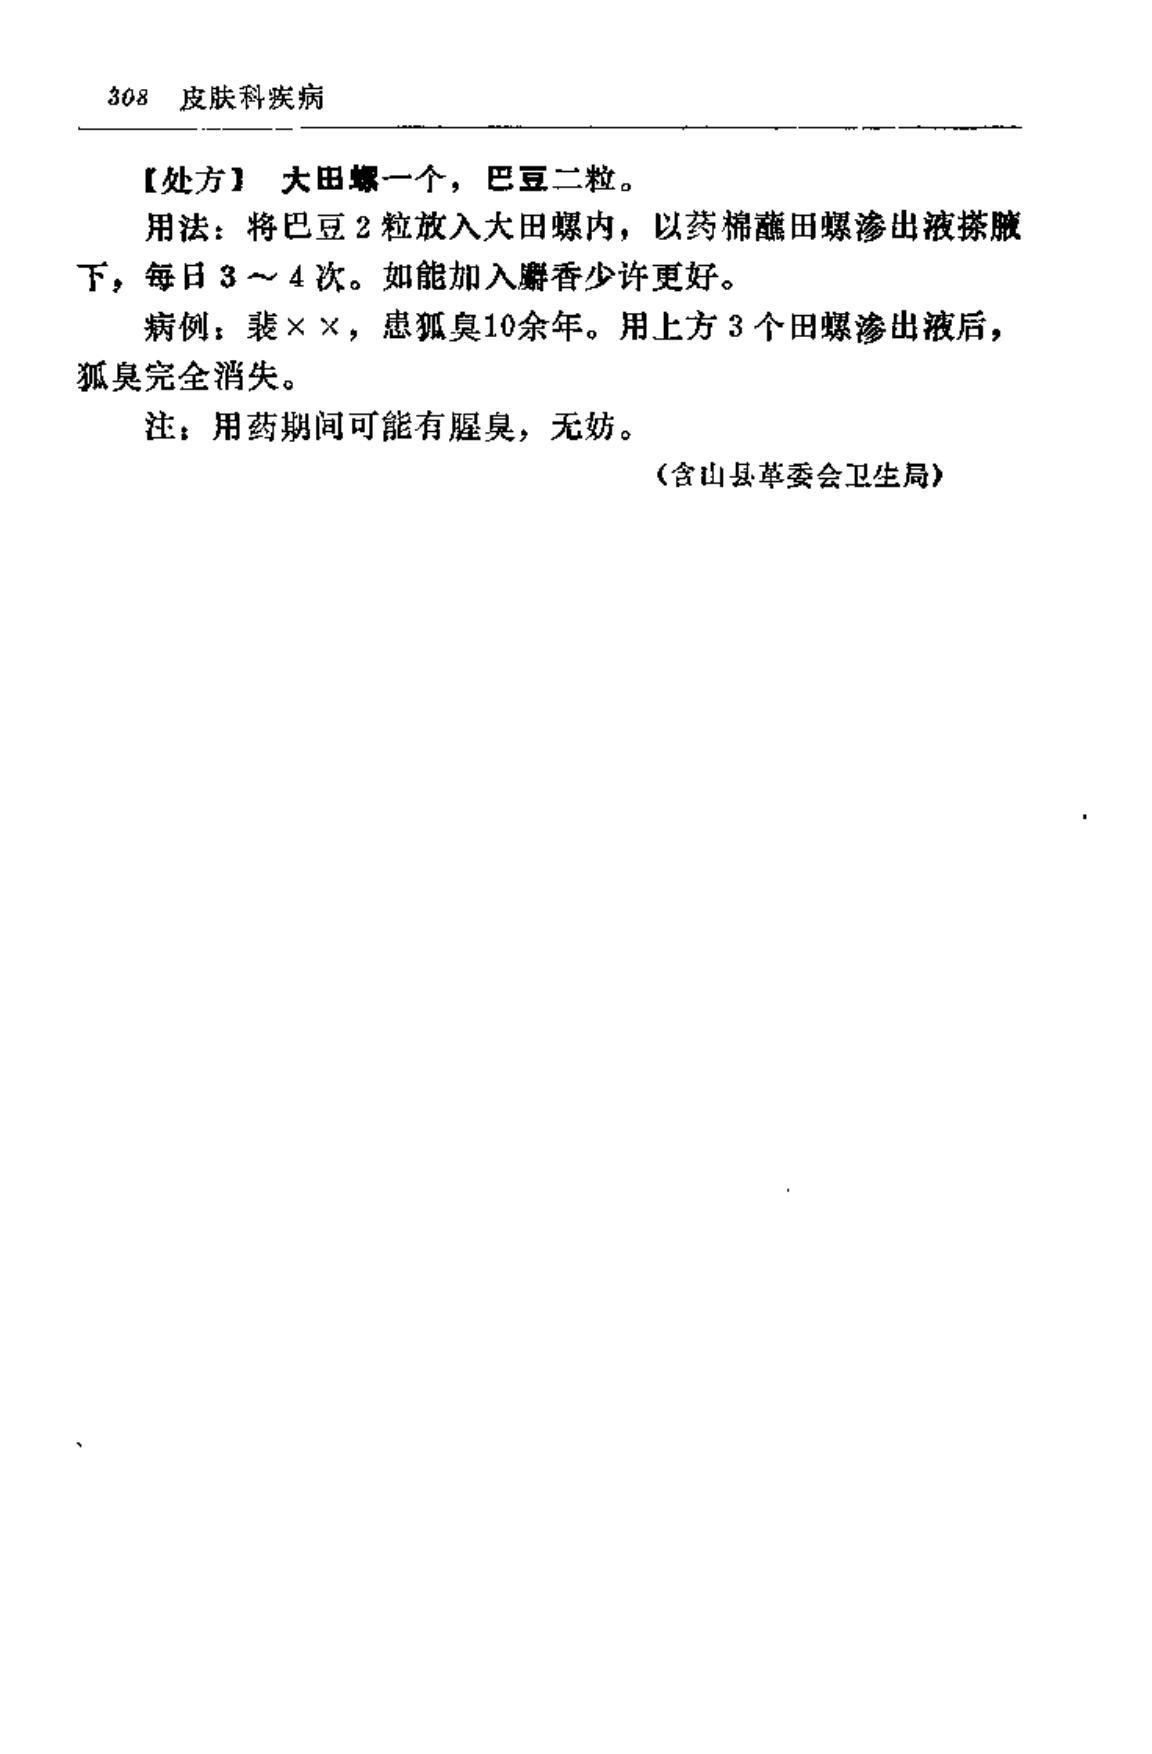 308 皮肤科疾病
【处方】 大田螺一个，巴豆二粒。
用法：将巴豆2粒放入大田螺内，以药棉蘸田螺渗出液搽腋
下，每日3～4次。如能加入麝香少许更好。
病例：裴××，患狐臭10余年。用上方3个田螺渗出液后，
狐臭完全消失。
注：用药期间可能有腥臭，无妨。
（含山县革委会卫生局）